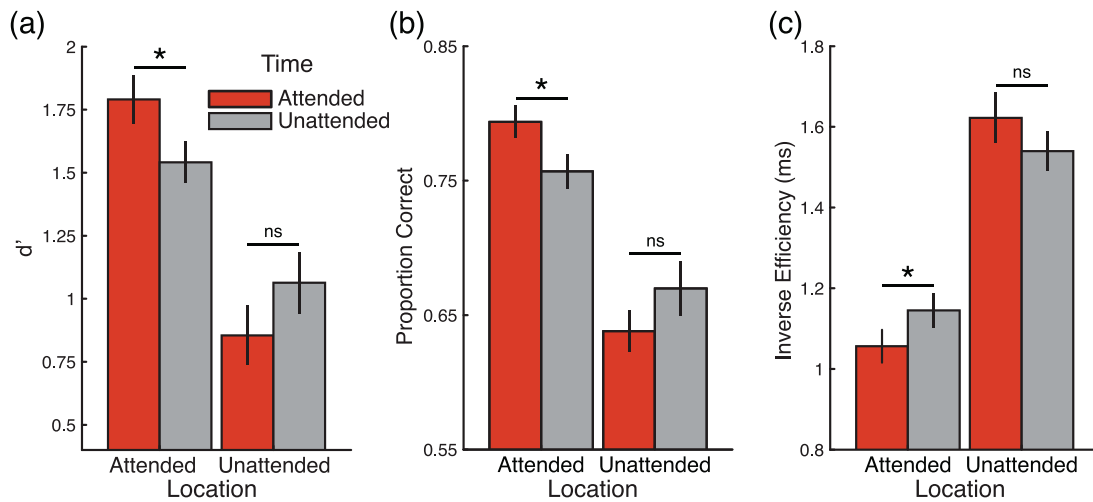 (a)
d'
2
1.75
1.5
1.25
1
0.75
0.5
*
ns
Time
Attended
Unattended
Attended Unattended
Location
(b)
Proportion Correct
0.85
0.75
0.65
0.55
*
ns
Attended Unattended
Location
(c)
Inverse Efficiency (ms)
1.8
1.6
1.4
1.2
1
0.8
*
ns
Attended Unattended
Location